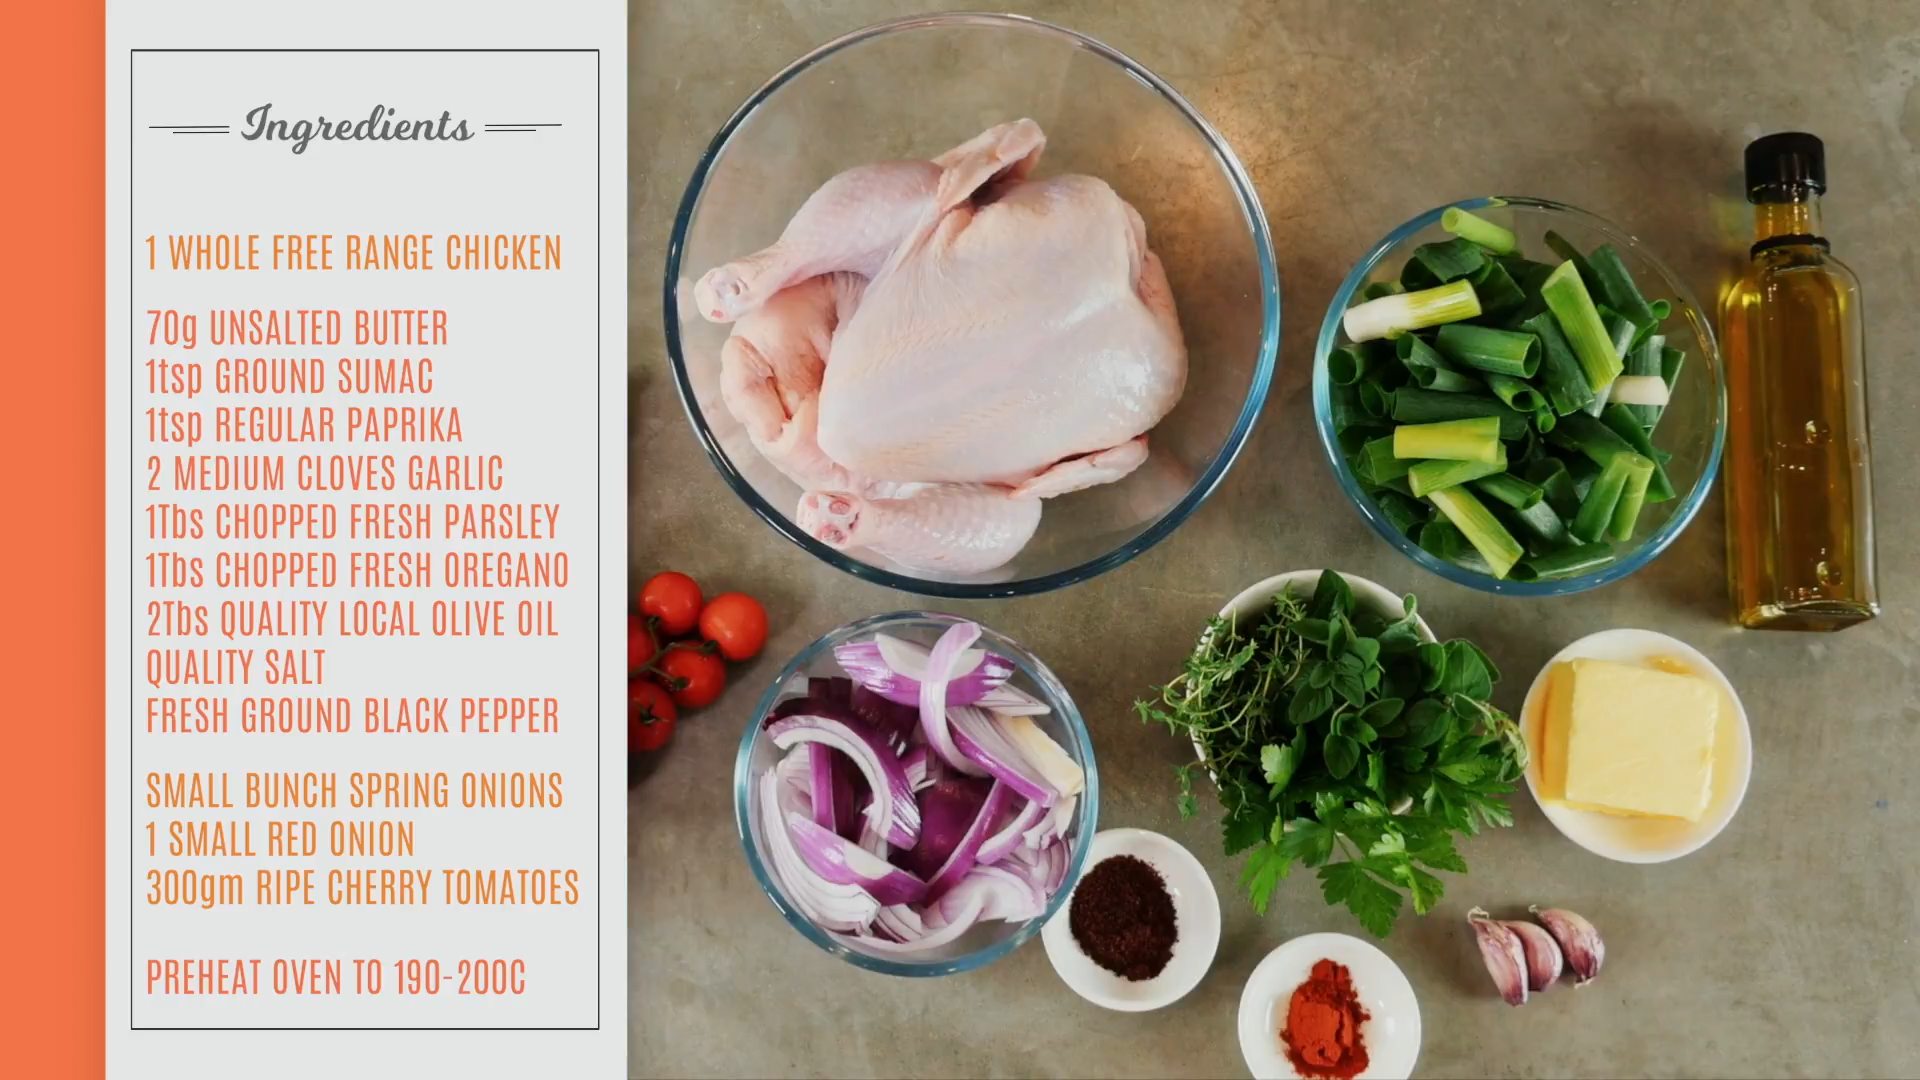 Ingredients
1 WHOLE FREE RANGE CHICKEN
70g UNSALTED BUTTER
1tsp GROUND SUMAC
1tsp REGULAR PAPRIKA
2 MEDIUM CLOVES GARLIC
1Tbs CHOPPED FRESH PARSLEY
1Tbs CHOPPED FRESH OREGANO
2Tbs QUALITY LOCAL OLIVE OIL
QUALITY SALT
FRESH GROUND BLACK PEPPER
SMALL BUNCH SPRING ONIONS
1 SMALL RED ONION
300gm RIPE CHERRY TOMATOES
PREHEAT OVEN TO 190-200C